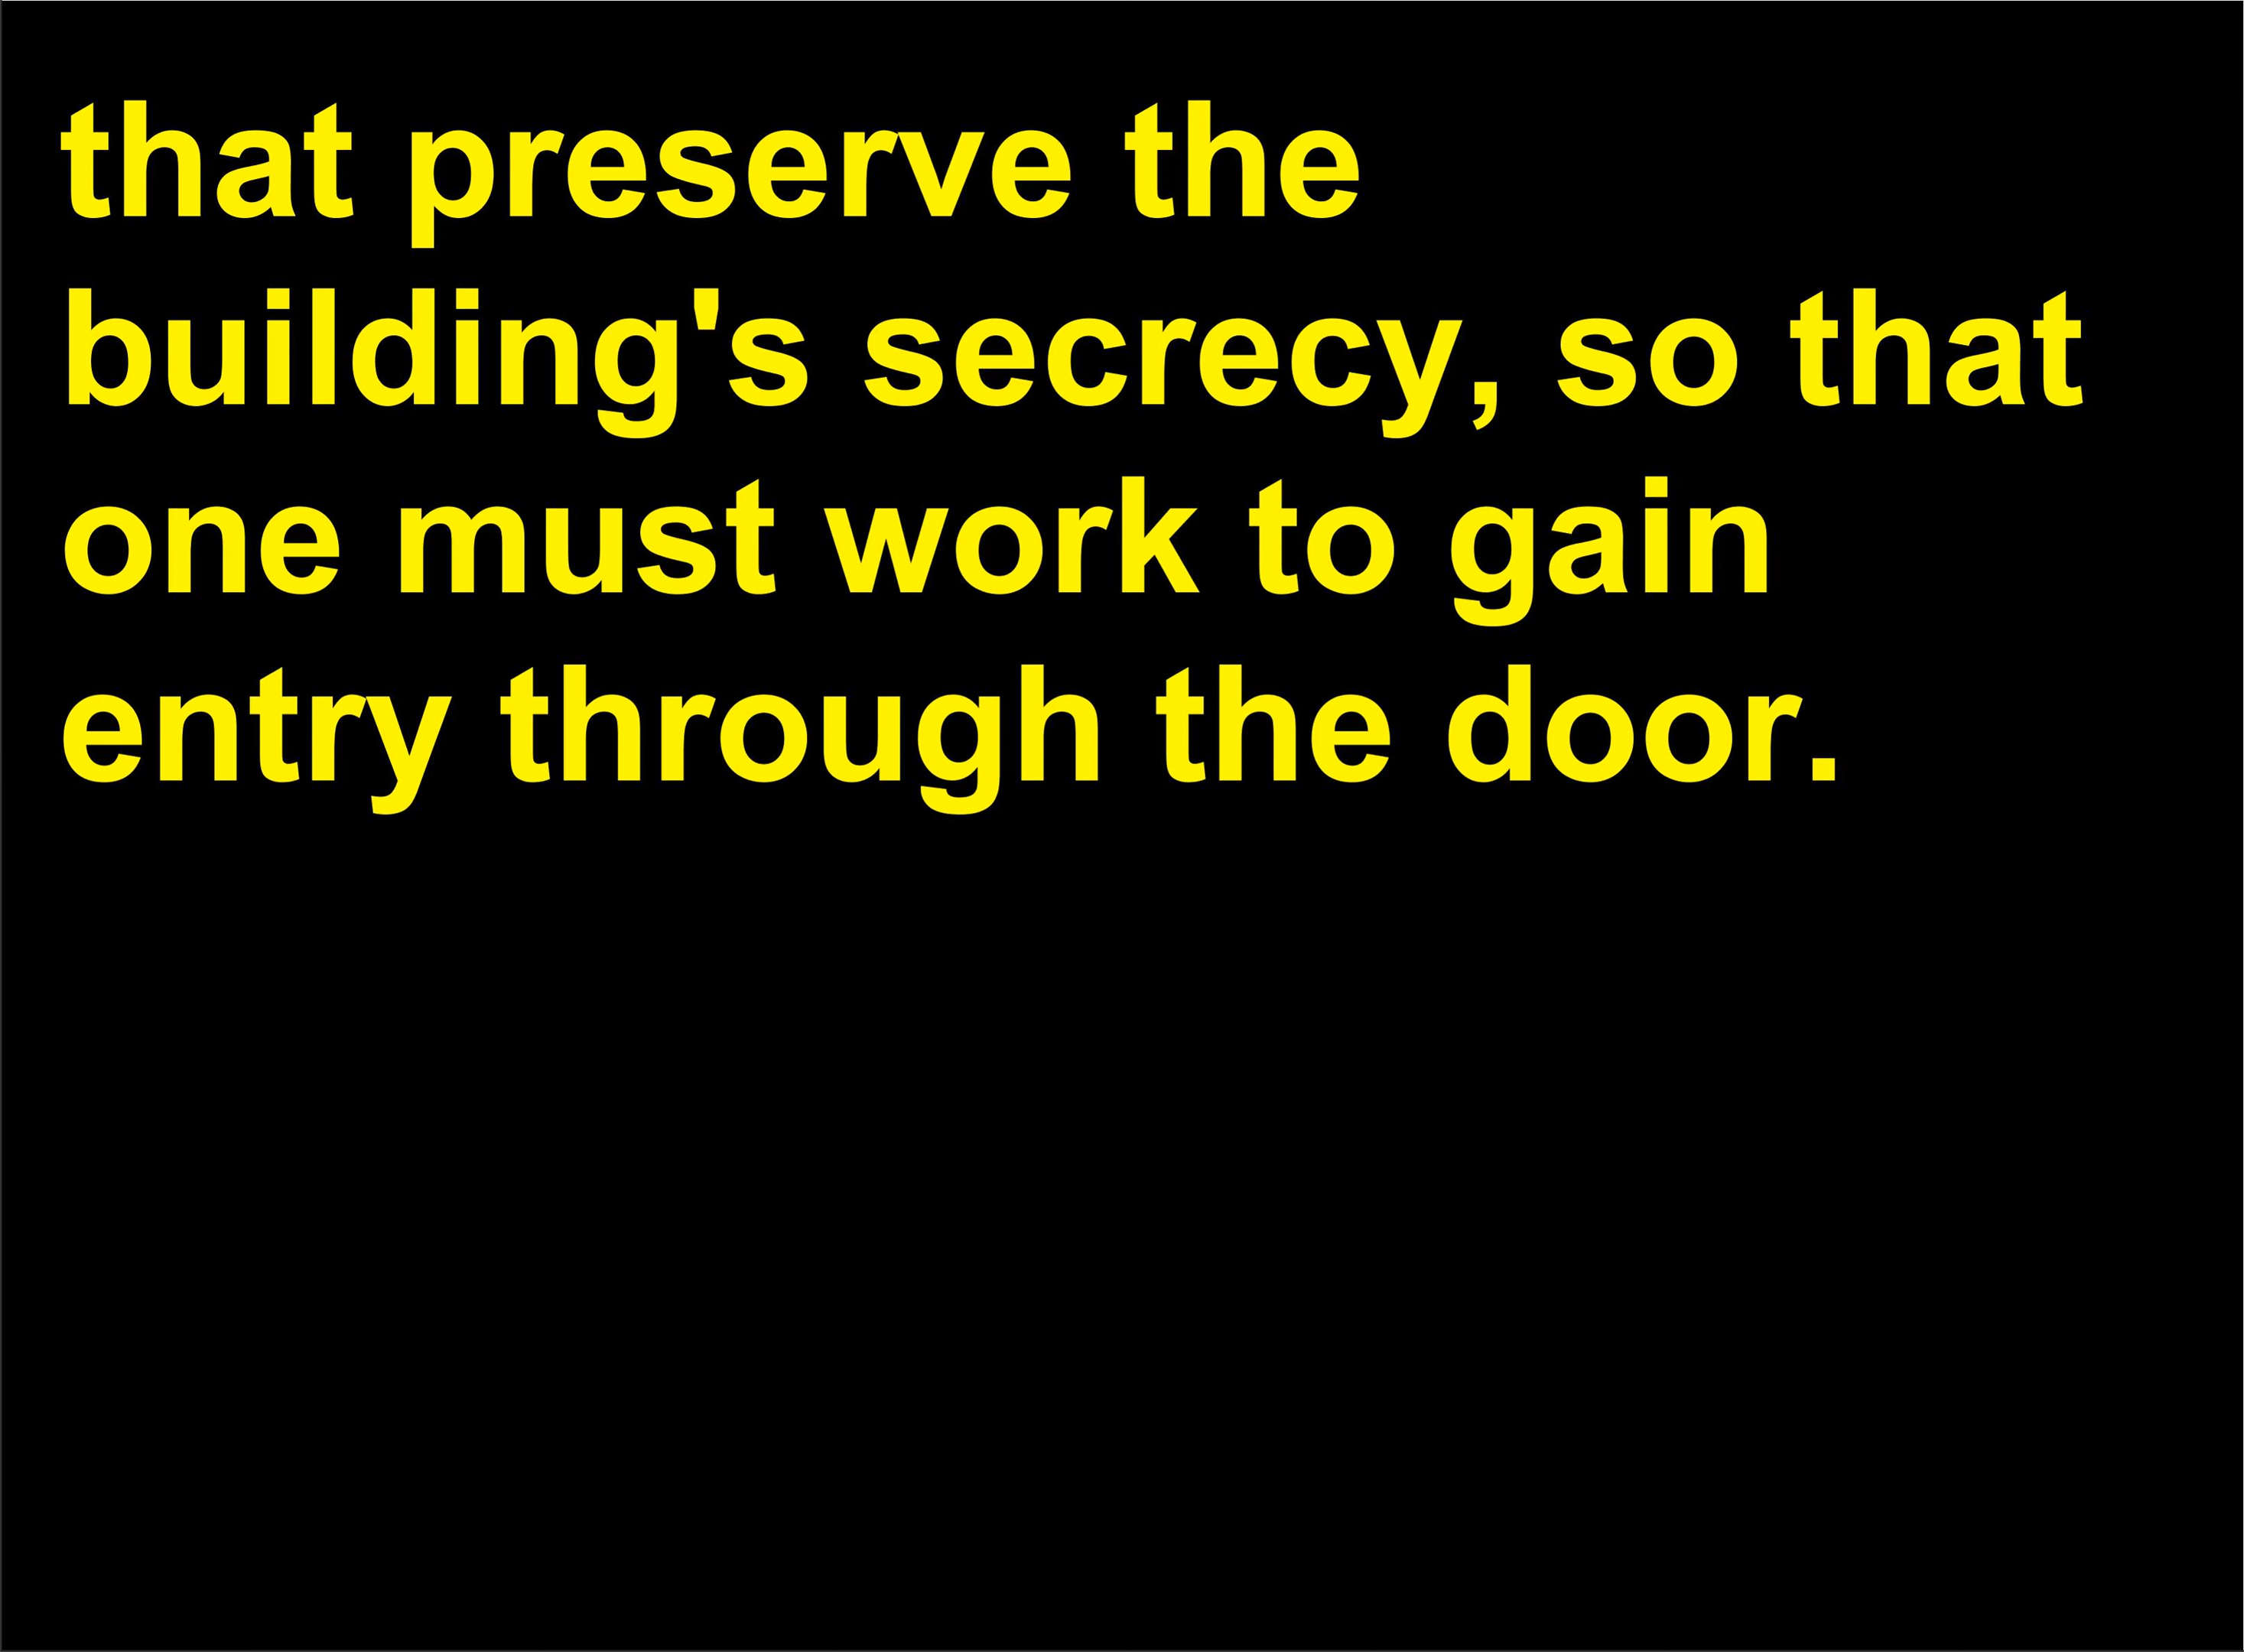 that preserve the
building's secrecy, so that
one must work to gain
entry through the door.